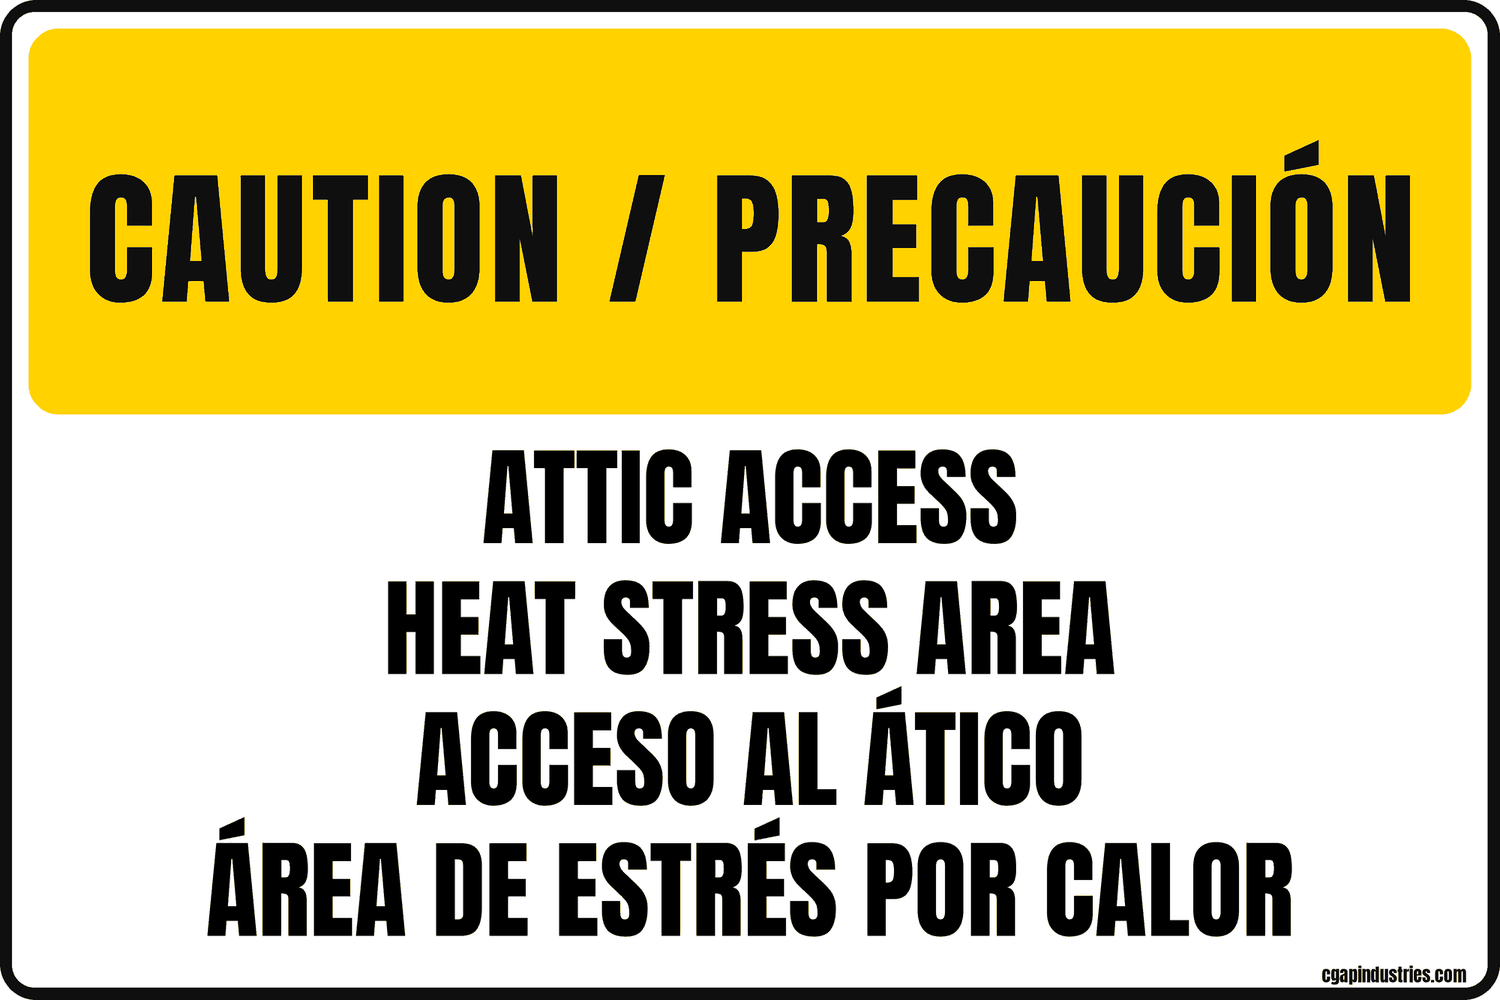 CAUTION / PRECAUCIÓN
ATTIC ACCESS
HEAT STRESS AREA
ACCESO AL ÁTICO
ÁREA DE ESTRÉS POR CALOR
cgapindustries.com